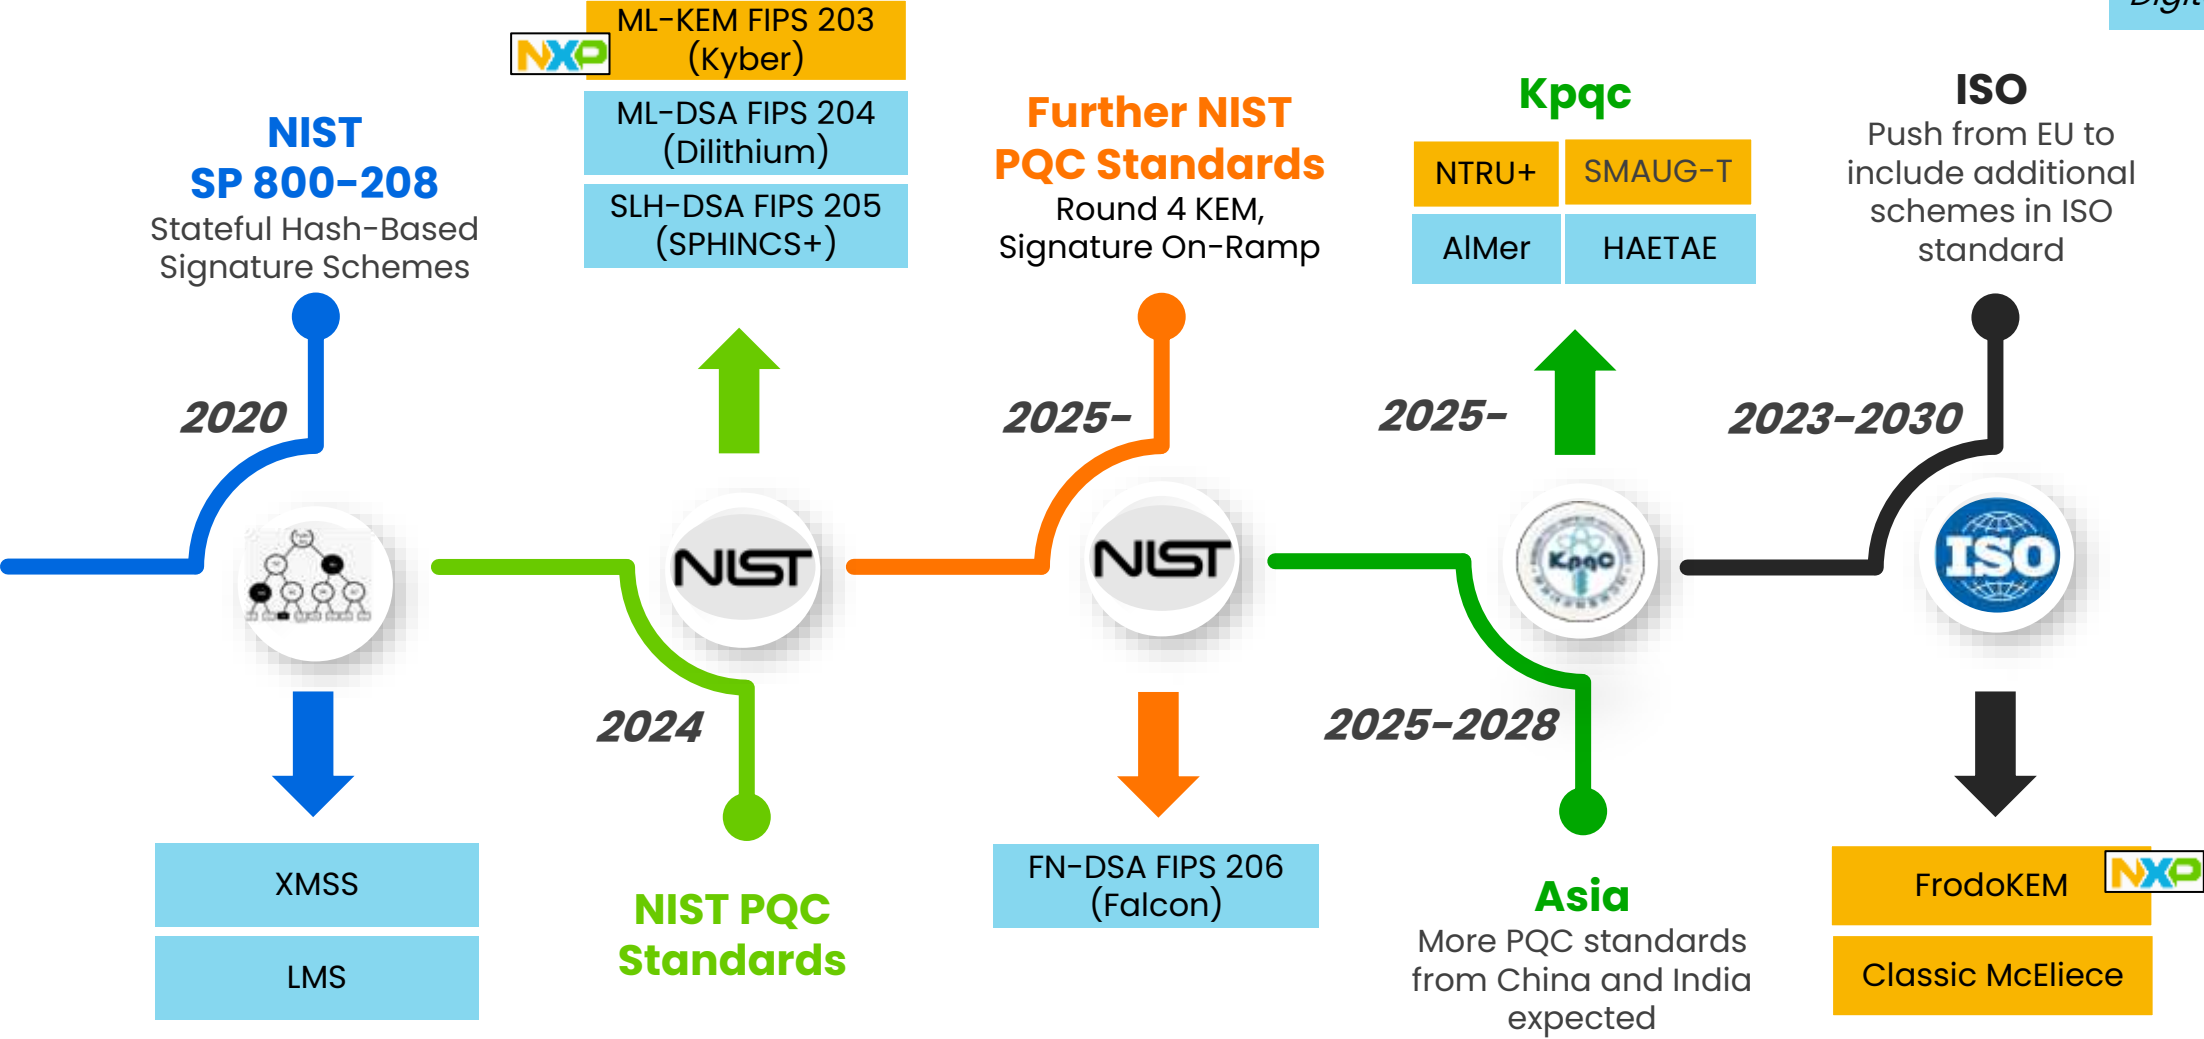 Digit
ML-KEM FIPS 203
(Kyber)
NXP
ML-DSA FIPS 204
(Dilithium)
SLH-DSA FIPS 205
(SPHINCS+)
NIST
SP 800-208
Stateful Hash-Based
Signature Schemes
Further NIST
PQC Standards
Round 4 KEM,
Signature On-Ramp
Kpqc
NTRU+
SMAUG-T
AlMer
HAETAE
ISO
Push from EU to
include additional
schemes in ISO
standard
2020
2025-
2025-
2023-2030
NIST
NIST
KpqC
ISO
2024
2025-2028
XMSS
LMS
NIST PQC
Standards
FN-DSA FIPS 206
(Falcon)
Asia
More PQC standards
from China and India
expected
FrodoKEM
NXP
Classic McEliece